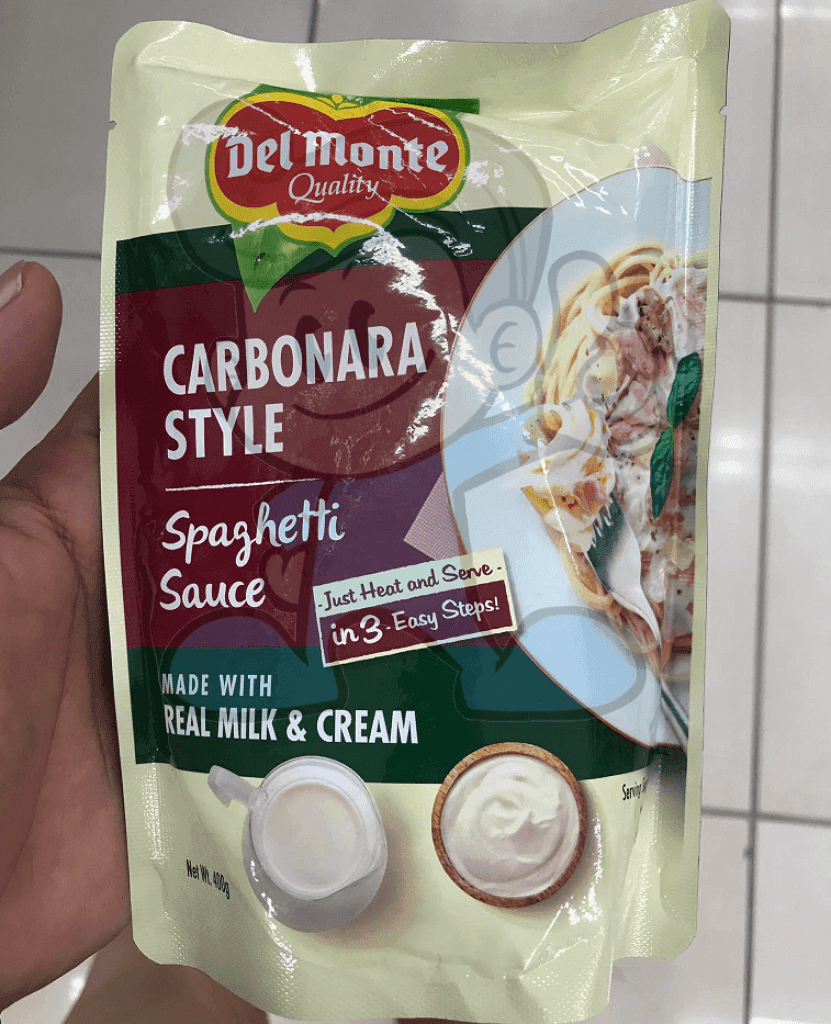 Del Monte
Quality
CARBONARA
STYLE
Spaghetti
Sauce
-Just Heat and Serve-
in 3-Easy Steps!
MADE WITH
REAL MILK & CREAM
Serving
Net Wt. 400g